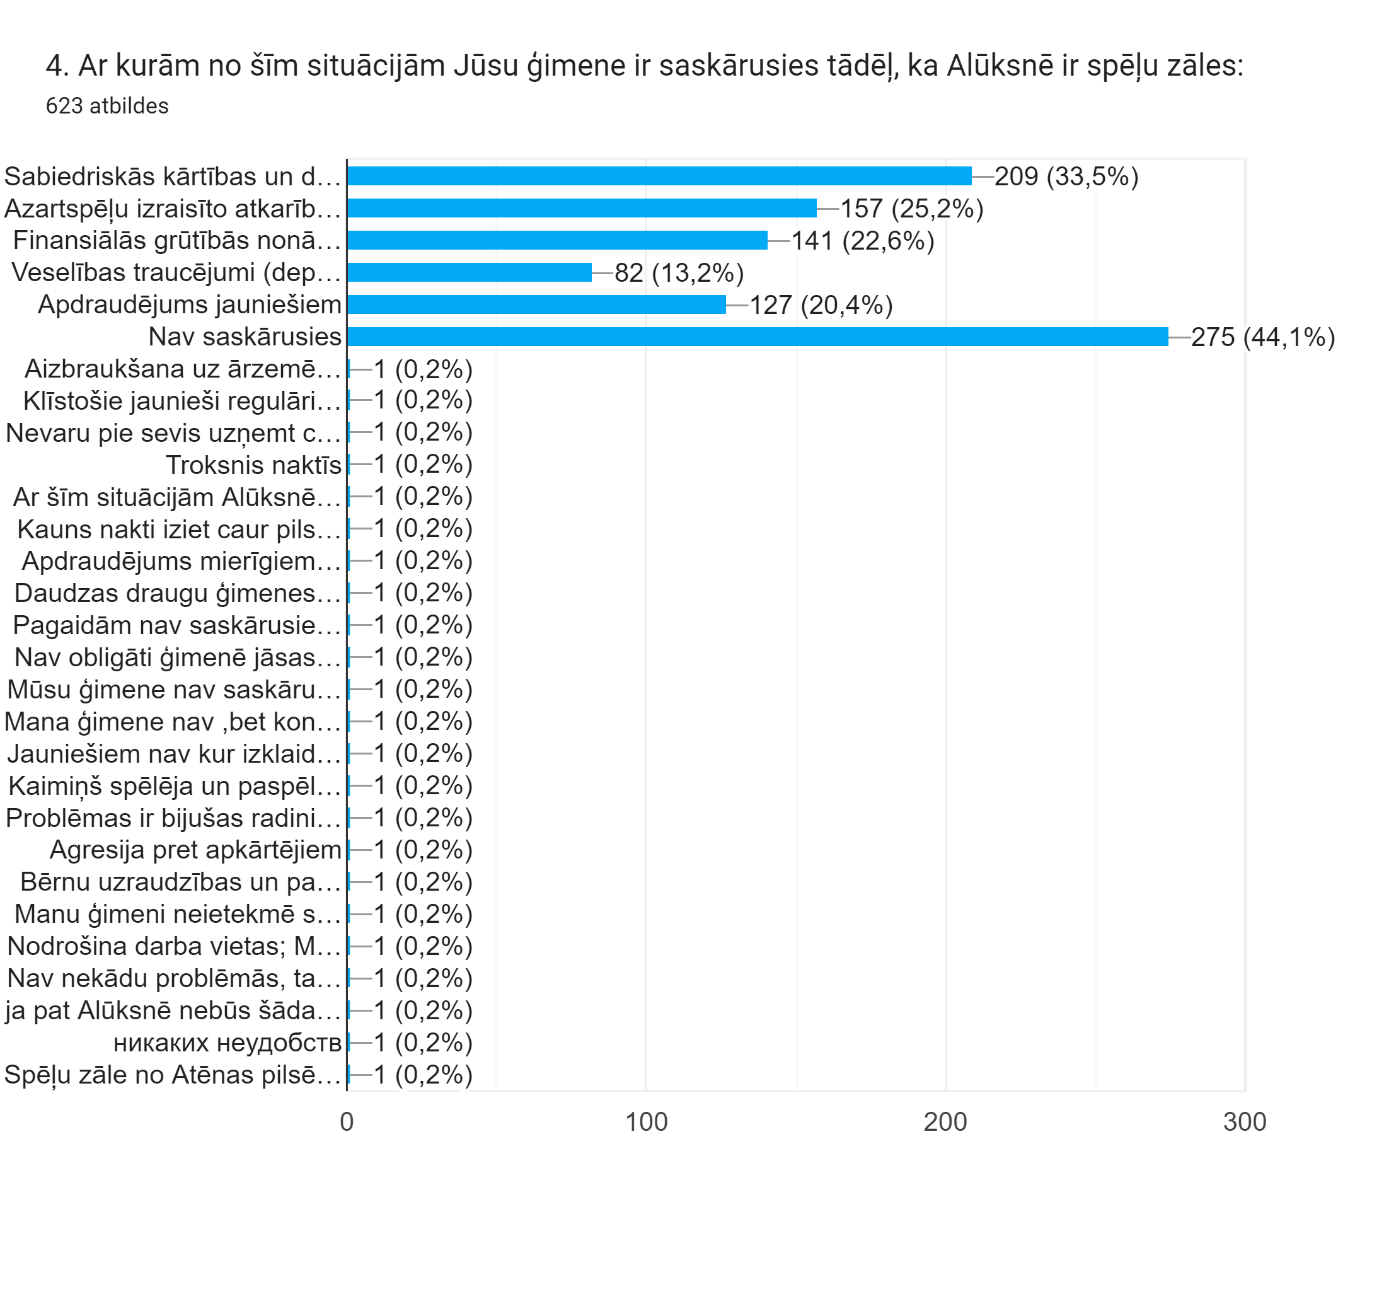 4. Ar kurām no šīm situācijām Jūsu ģimene ir saskārusies tādēļ, ka Alūksnē ir spēļu zāles:
623 atbildes
Sabiedriskās kārtības un d… 209 (33,5%)
Azartspēļu izraisīto atkarīb… 157 (25,2%)
Finansiālās grūtībās nonā… 141 (22,6%)
Veselības traucējumi (dep… 82 (13,2%)
Apdraudējums jauniešiem 127 (20,4%)
Nav saskārusies 275 (44,1%)
Aizbraukšana uz ārzemē… 1 (0,2%)
Klīstošie jaunieši regulāri… 1 (0,2%)
Nevaru pie sevis uzņemt c… 1 (0,2%)
Troksnis naktīs 1 (0,2%)
Ar šīm situācijām Alūksnē… 1 (0,2%)
Kauns nakti iziet caur pils… 1 (0,2%)
Apdraudējums mierīgiem… 1 (0,2%)
Daudzas draugu ģimenes… 1 (0,2%)
Pagaidām nav saskārusie… 1 (0,2%)
Nav obligāti ģimenē jāsas… 1 (0,2%)
Mūsu ģimene nav saskāru… 1 (0,2%)
Mana ģimene nav ,bet kon… 1 (0,2%)
Jauniešiem nav kur izklaid… 1 (0,2%)
Kaimiņš spēlēja un paspēl… 1 (0,2%)
Problēmas ir bijušas radini… 1 (0,2%)
Agresija pret apkārtējiem 1 (0,2%)
Bērnu uzraudzības un pa… 1 (0,2%)
Manu ģimeni neietekmē s… 1 (0,2%)
Nodrošina darba vietas; M… 1 (0,2%)
Nav nekādu problēmās, ta… 1 (0,2%)
ja pat Alūksnē nebūs šāda… 1 (0,2%)
никаких неудобств 1 (0,2%)
Spēļu zāle no Atēnas pilsē… 1 (0,2%)
0 100 200 300